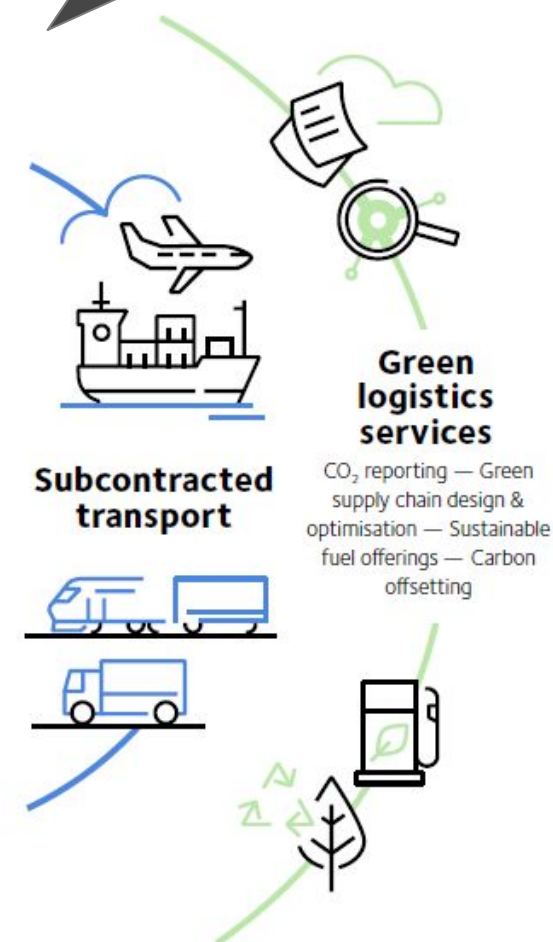 Green
logistics
services
CO₂ reporting — Green
supply chain design &
optimisation — Sustainable
fuel offerings — Carbon
offsetting
Subcontracted
transport